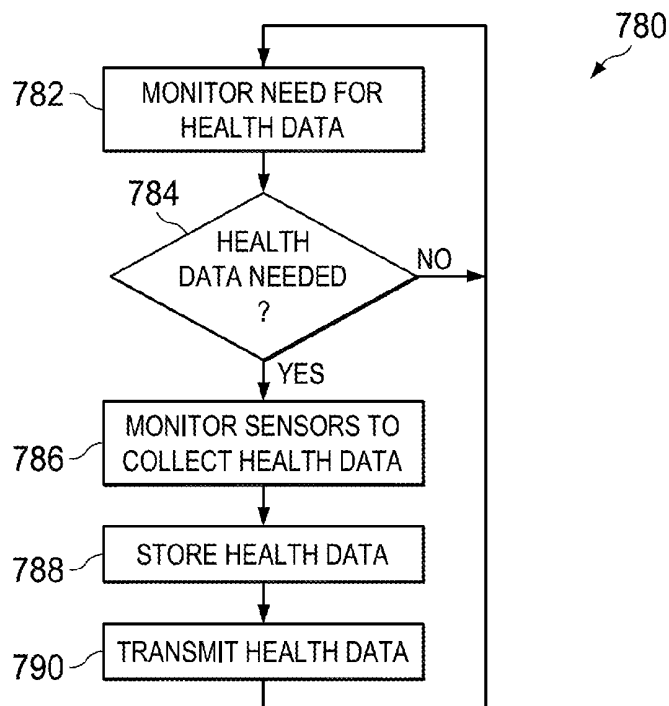 780
782
MONITOR NEED FOR
HEALTH DATA
784
HEALTH
DATA NEEDED
?
NO
YES
786
MONITOR SENSORS TO
COLLECT HEALTH DATA
788
STORE HEALTH DATA
790
TRANSMIT HEALTH DATA